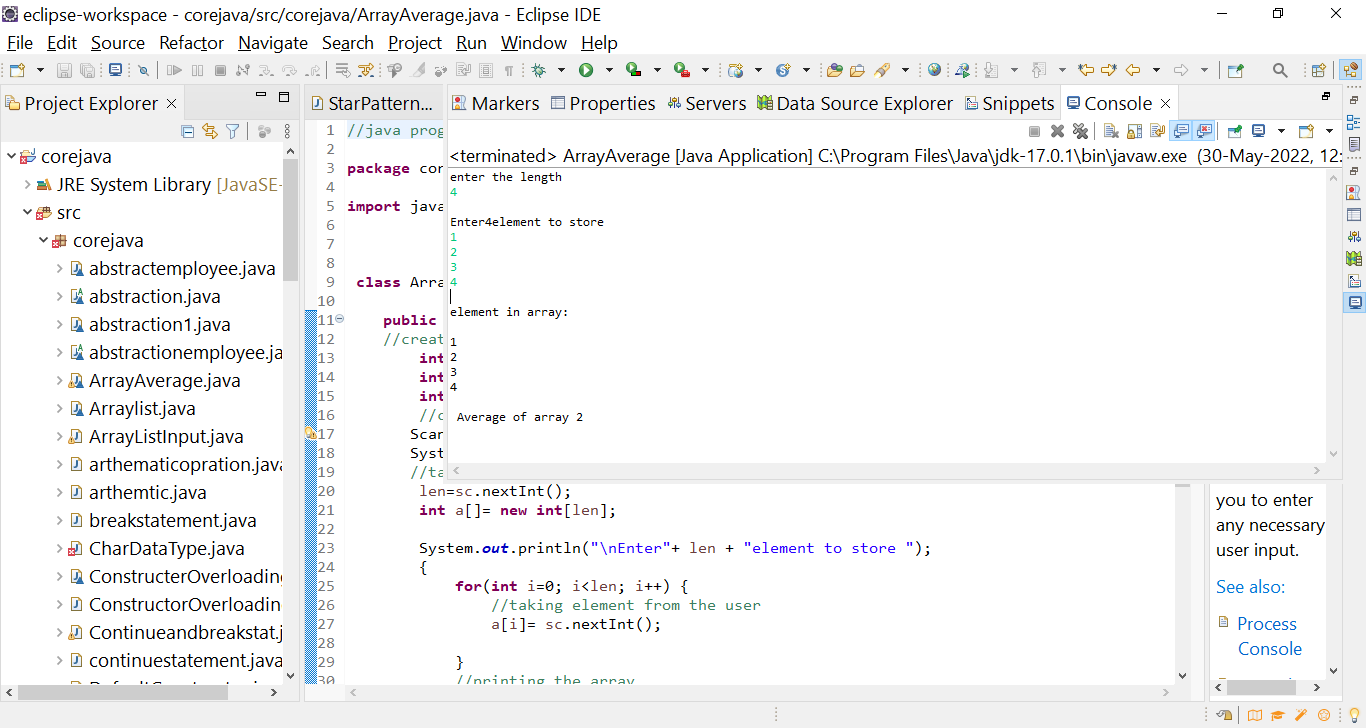 eclipse-workspace - corejava/src/corejava/ArrayAverage.java - Eclipse IDE
File Edit Source Refactor Navigate Search Project Run Window Help
Project Explorer
corejava
JRE System Library [JavaSE-
src
corejava
abstractemployee.java
abstraction.java
abstraction1.java
abstractionemployee.ja
ArrayAverage.java
Arraylist.java
ArrayListInput.java
arthematicopration.java
arthemtic.java
breakstatement.java
CharDataType.java
ConstructerOverloading
ConstructorOverloadin
Continueandbreakstat.j
continuestatement.java
StarPattern...
1 //java prog
2
3 package cor
4
5 import java
6
7
8
9 class Arra
10
11 public
12 //creat
13 int
14 int
15 int
16 //c
17 Scan
18 Syst
19 //ta
20 len=sc.nextInt();
21 int a[]= new int[len];
22
23 System.out.println("\nEnter"+ len + "element to store ");
24 {
25 for(int i=0; i<len; i++) {
26 //taking element from the user
27 a[i]= sc.nextInt();
28
29 }
30 //printing the array
Markers Properties Servers Data Source Explorer Snippets Console
<terminated> ArrayAverage [Java Application] C:\Program Files\Java\jdk-17.0.1\bin\javaw.exe (30-May-2022, 12:
enter the length
4
Enter4element to store
1
2
3
4
element in array:
1
2
3
4
Average of array 2
you to enter
any necessary
user input.
See also:
Process
Console